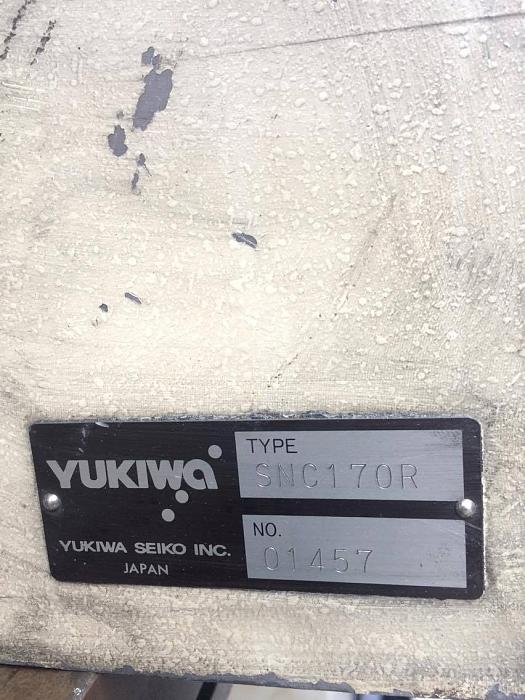 YUKIWA
YUKIWA SEIKO INC.
JAPAN
TYPE
SNC170R
NO.
01457